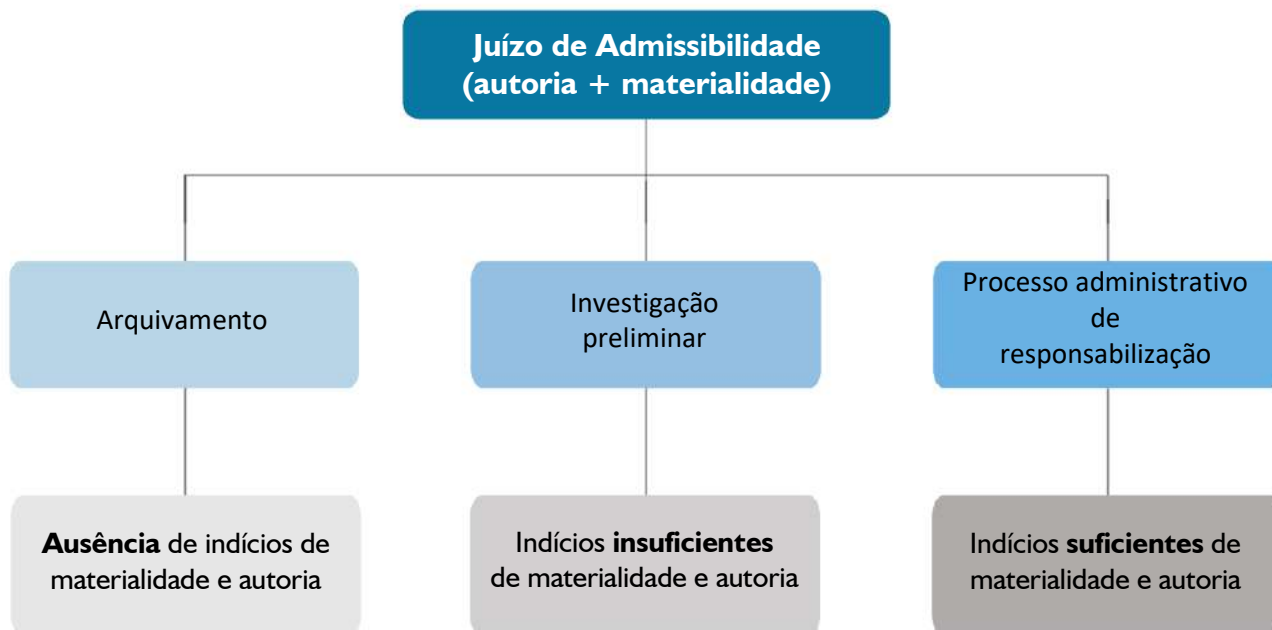 Juízo de Admissibilidade
(autoria + materialidade)
Arquivamento
Investigação
preliminar
Processo administrativo
de
responsabilização
Ausência de indícios de
materialidade e autoria
Indícios insuficientes
de materialidade e autoria
Indícios suficientes de
materialidade e autoria